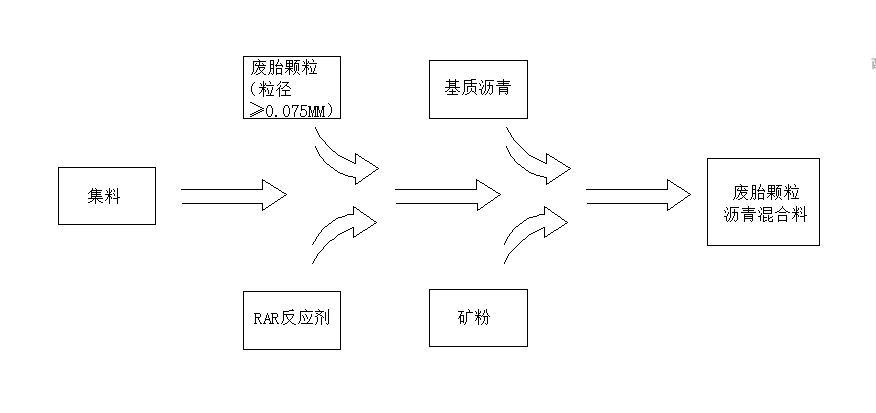 废胎颗粒
（粒径
≥0.075MM）
基质沥青
集料
废胎颗粒
沥青混合料
RAR反应剂
矿粉